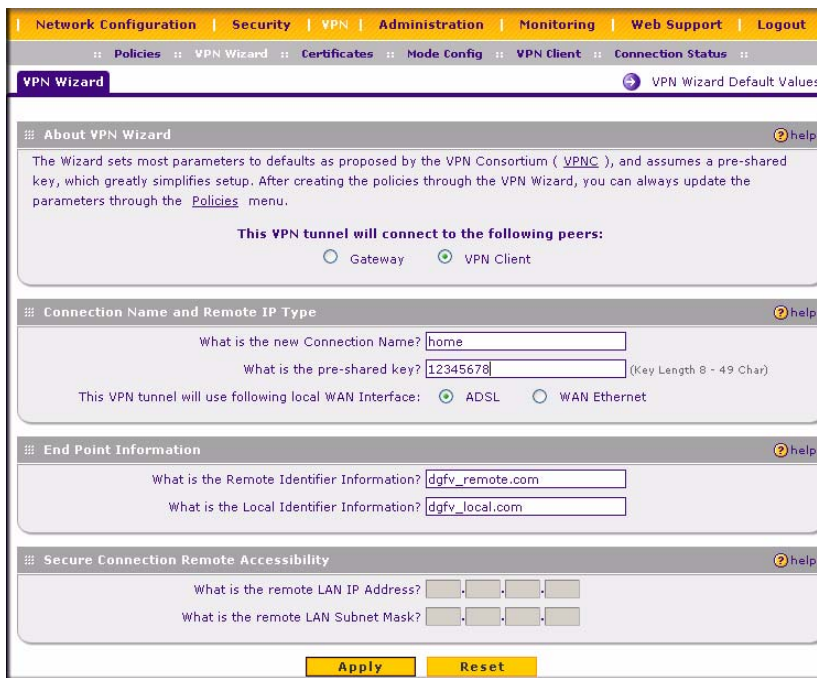 Network Configuration | Security | VPN | Administration | Monitoring | Web Support | Logout
:: Policies :: VPN Wizard :: Certificates :: Mode Config :: VPN Client :: Connection Status ::
VPN Wizard
VPN Wizard Default Values
About VPN Wizard
help
The Wizard sets most parameters to defaults as proposed by the VPN Consortium ( VPNC ), and assumes a pre-shared
key, which greatly simplifies setup. After creating the policies through the VPN Wizard, you can always update the
parameters through the Policies menu.
This VPN tunnel will connect to the following peers:
Gateway VPN Client
Connection Name and Remote IP Type
help
What is the new Connection Name? home
What is the pre-shared key? 12345678 (Key Length 8 - 49 Char)
This VPN tunnel will use following local WAN Interface: ADSL WAN Ethernet
End Point Information
help
What is the Remote Identifier Information? dgfv_remote.com
What is the Local Identifier Information? dgfv_local.com
Secure Connection Remote Accessibility
help
What is the remote LAN IP Address? . . .
What is the remote LAN Subnet Mask? . . .
Apply Reset